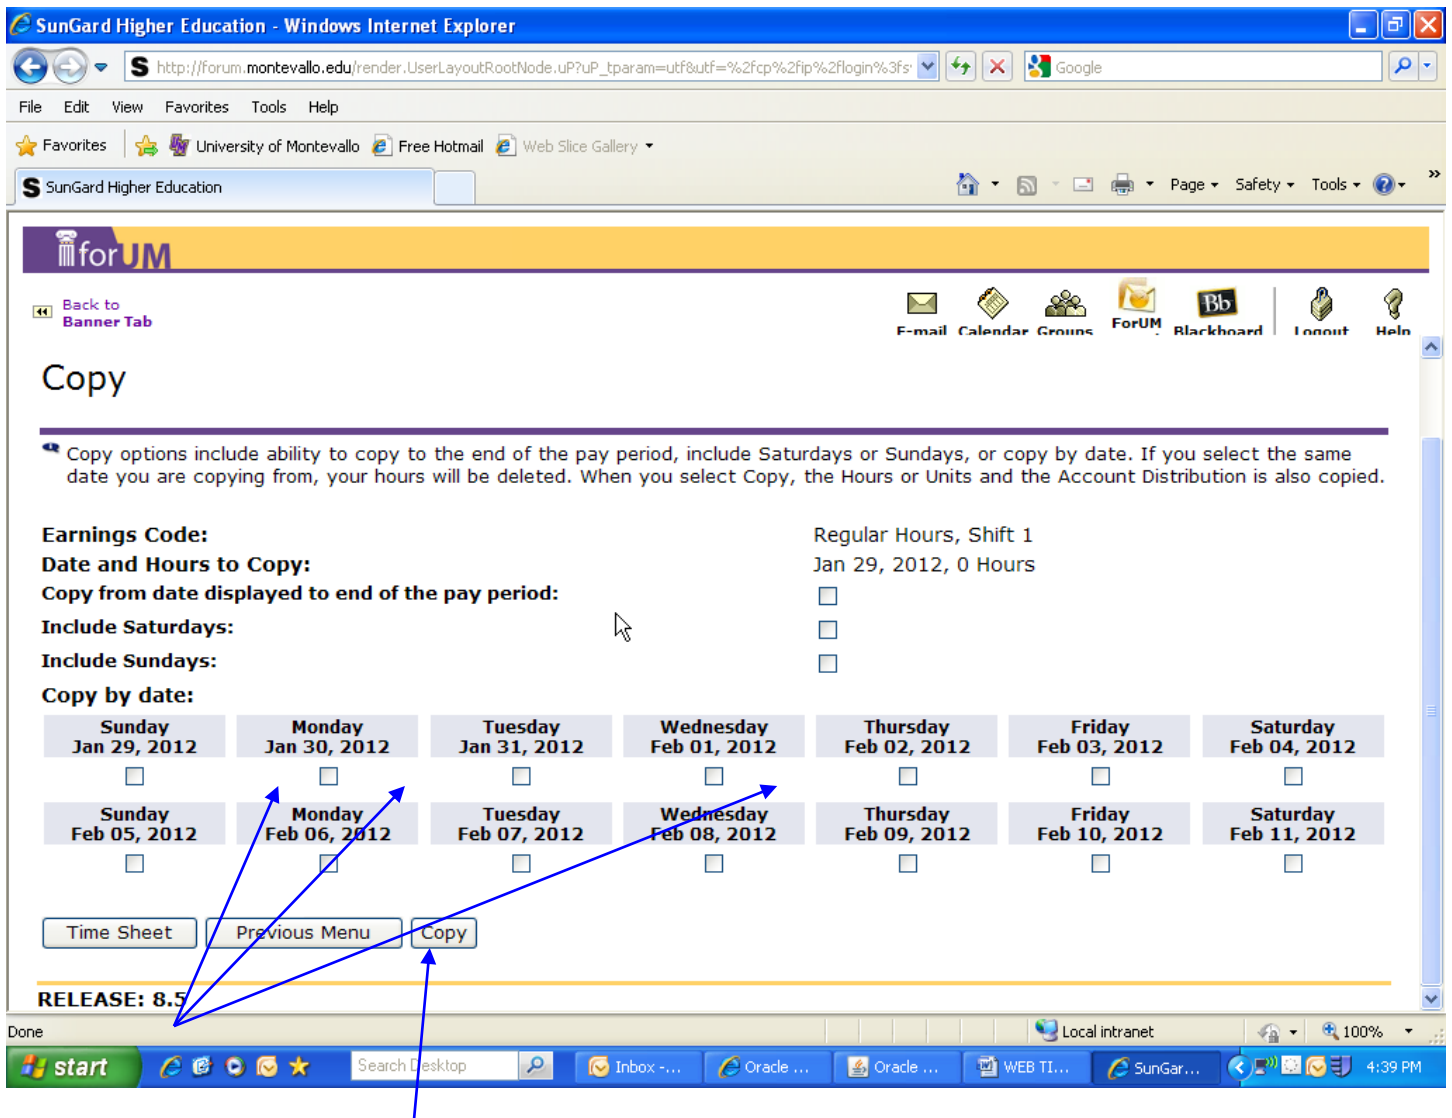 SunGard Higher Education - Windows Internet Explorer
http://forum.montevallo.edu/render.UserLayoutRootNode.uP?uP_tparam=utf&utf=%2fcp%2fip%2flogin%3fs
Google
File Edit View Favorites Tools Help
Favorites University of Montevallo Free Hotmail Web Slice Gallery
SunGard Higher Education
Page Safety Tools
forUM
Back to
Banner Tab
E-mail Calendar Groups ForUM Bb Blackboard Logout Help
Copy
Copy options include ability to copy to the end of the pay period, include Saturdays or Sundays, or copy by date. If you select the same
date you are copying from, your hours will be deleted. When you select Copy, the Hours or Units and the Account Distribution is also copied.
Earnings Code: Regular Hours, Shift 1
Date and Hours to Copy: Jan 29, 2012, 0 Hours
Copy from date displayed to end of the pay period:
Include Saturdays:
Include Sundays:
Copy by date:
Sunday Monday Tuesday Wednesday Thursday Friday Saturday
Jan 29, 2012 Jan 30, 2012 Jan 31, 2012 Feb 01, 2012 Feb 02, 2012 Feb 03, 2012 Feb 04, 2012
Sunday Monday Tuesday Wednesday Thursday Friday Saturday
Feb 05, 2012 Feb 06, 2012 Feb 07, 2012 Feb 08, 2012 Feb 09, 2012 Feb 10, 2012 Feb 11, 2012
Time Sheet Previous Menu Copy
RELEASE: 8.5
Done Local intranet 100%
start Search Desktop Inbox -... Oracle ... Oracle ... WEB TI... SunGar... 4:39 PM